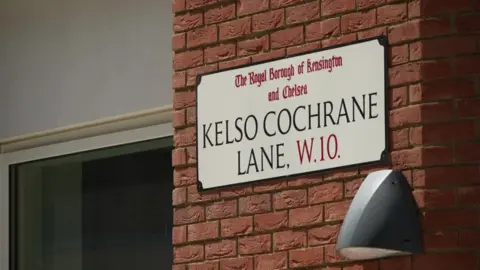 The Royal Borough of Kensington
and Chelsea
KELSO COCHRANE
LANE, W.10.